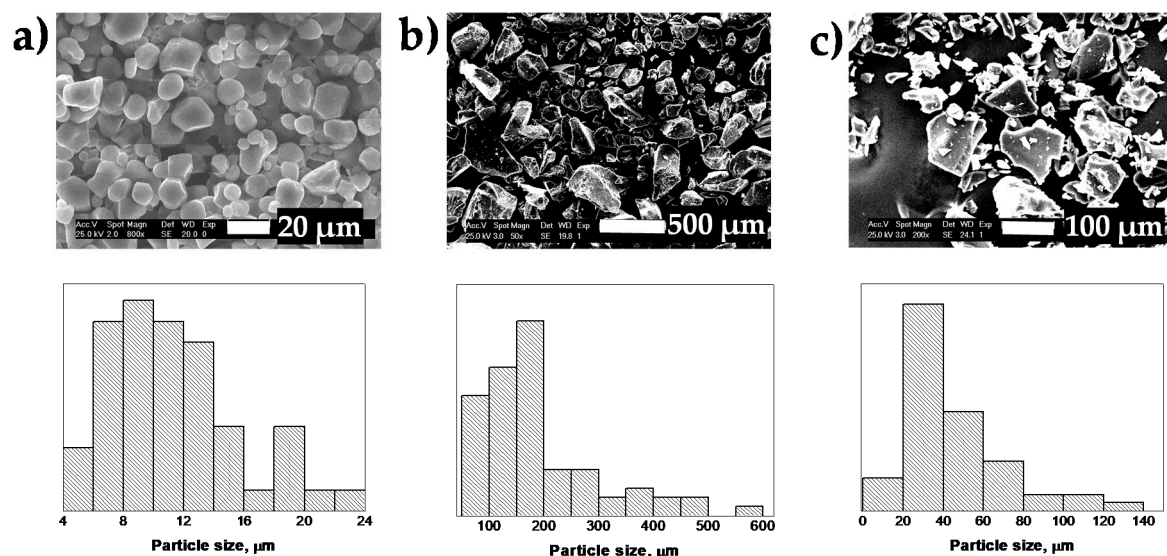 a)
Acc.V Spot Magn Det WD Exp
25.0 kV 2.0 800x SE 20.0 0
20 µm
b)
Acc.V Spot Magn Det WD Exp
25.0 kV 3.0 50x SE 19.8 1
500 µm
c)
Acc.V Spot Magn Det WD Exp
25.0 kV 3.0 200x SE 24.1 1
100 µm
4 8 12 16 20 24
Particle size, µm
100 200 300 400 500 600
Particle size, µm
0 20 40 60 80 100 120 140
Particle size, µm